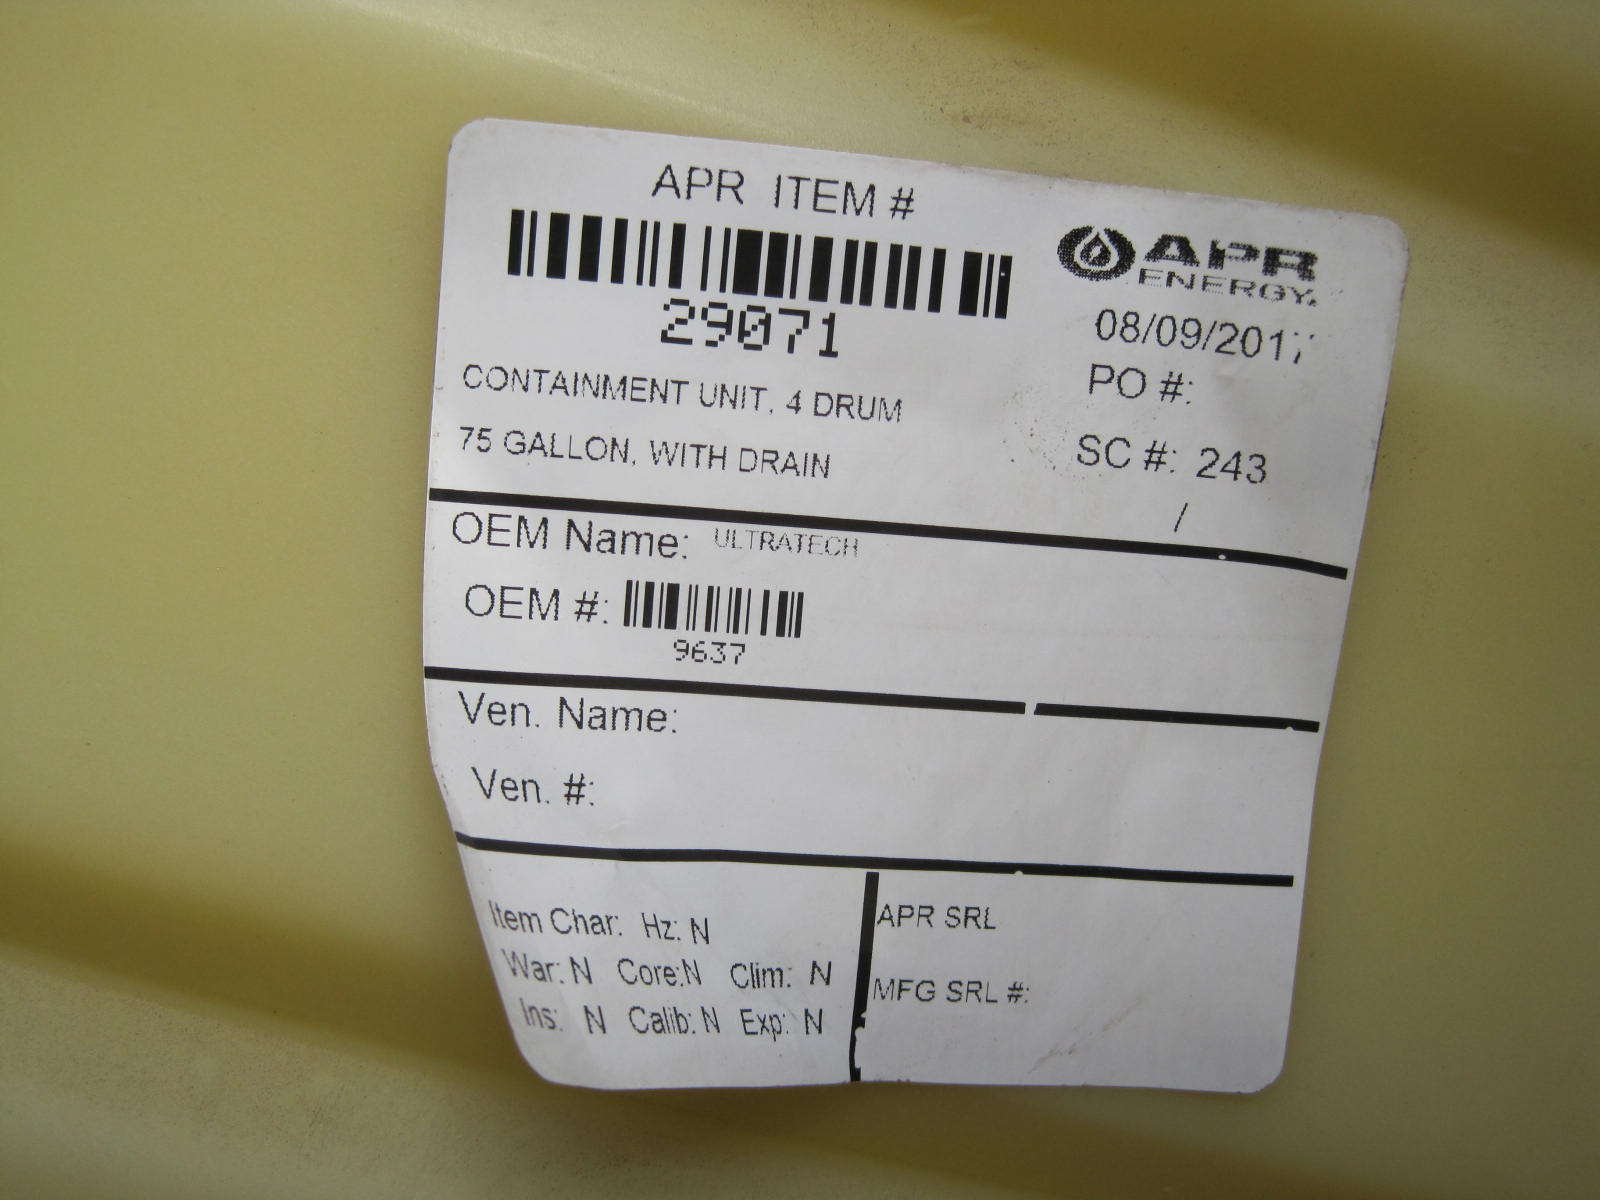 APR ITEM #
29071
CONTAINMENT UNIT, 4 DRUM
75 GALLON, WITH DRAIN
APR
ENERGY.
08/09/2017
PO #:
SC #: 243
/
OEM Name: ULTRATECH
OEM #:
9637
Ven. Name:
Ven. #:
Item Char: Hz: N
War: N Core:N Clim: N
Ins: N Calib: N Exp: N
APR SRL
MFG SRL #: